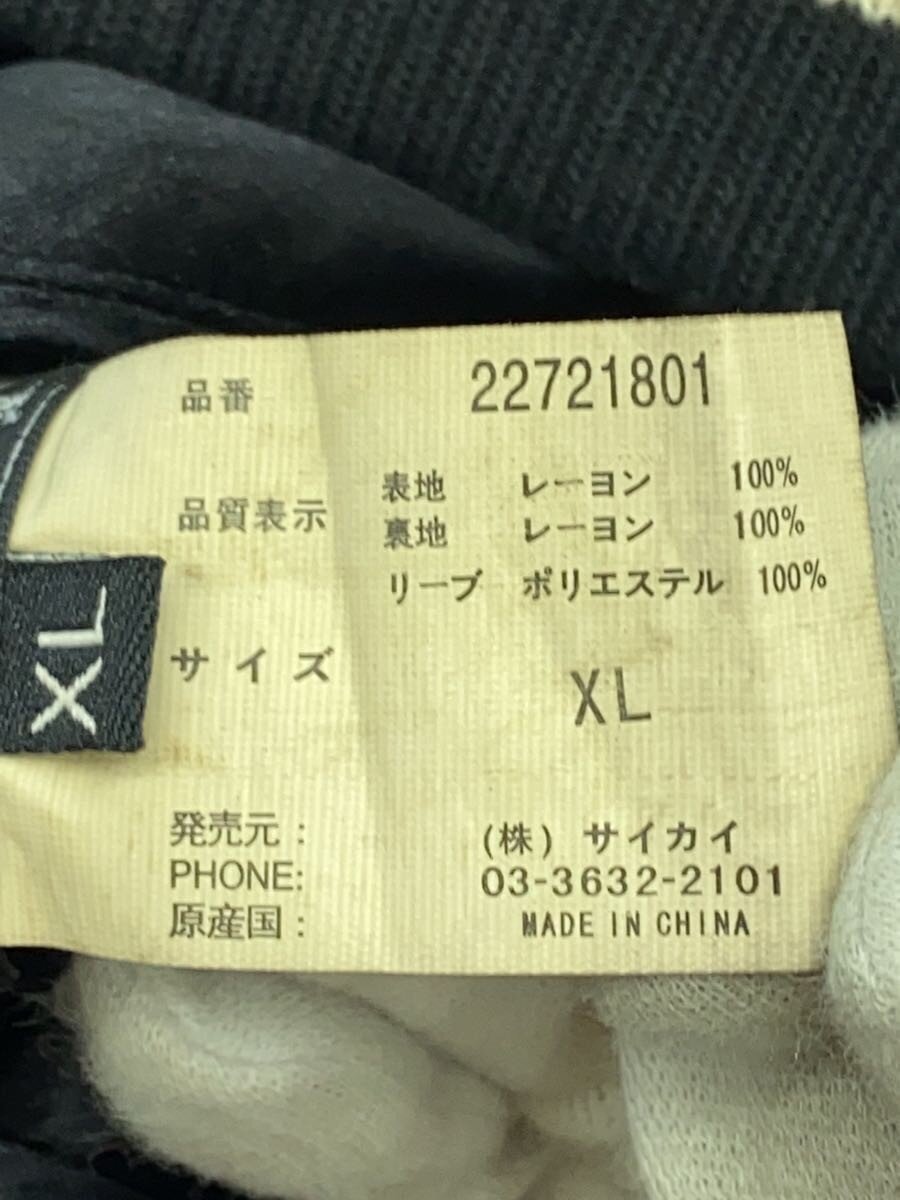 品番 22721801
品質表示 表地 レーヨン 100%
裏地 レーヨン 100%
リーブ ポリエステル 100%
サイズ XL
発売元: (株) サイカイ
PHONE: 03-3632-2101
原産国: MADE IN CHINA
XL